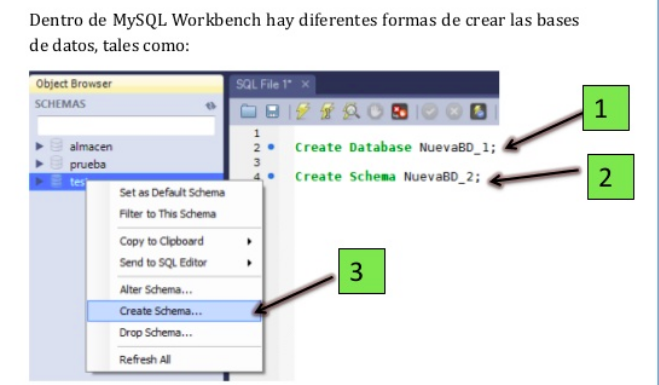 Dentro de MySQL Workbench hay diferentes formas de crear las bases
de datos, tales como:
Object Browser
SCHEMAS
almacen
prueba
test
Set as Default Schema
Filter to This Schema
Copy to Clipboard
Send to SQL Editor
Alter Schema...
Create Schema...
Drop Schema...
Refresh All
SQL File 1*
1
2 Create Database NuevaBD_1;
3
4 Create Schema NuevaBD_2;
1
2
3